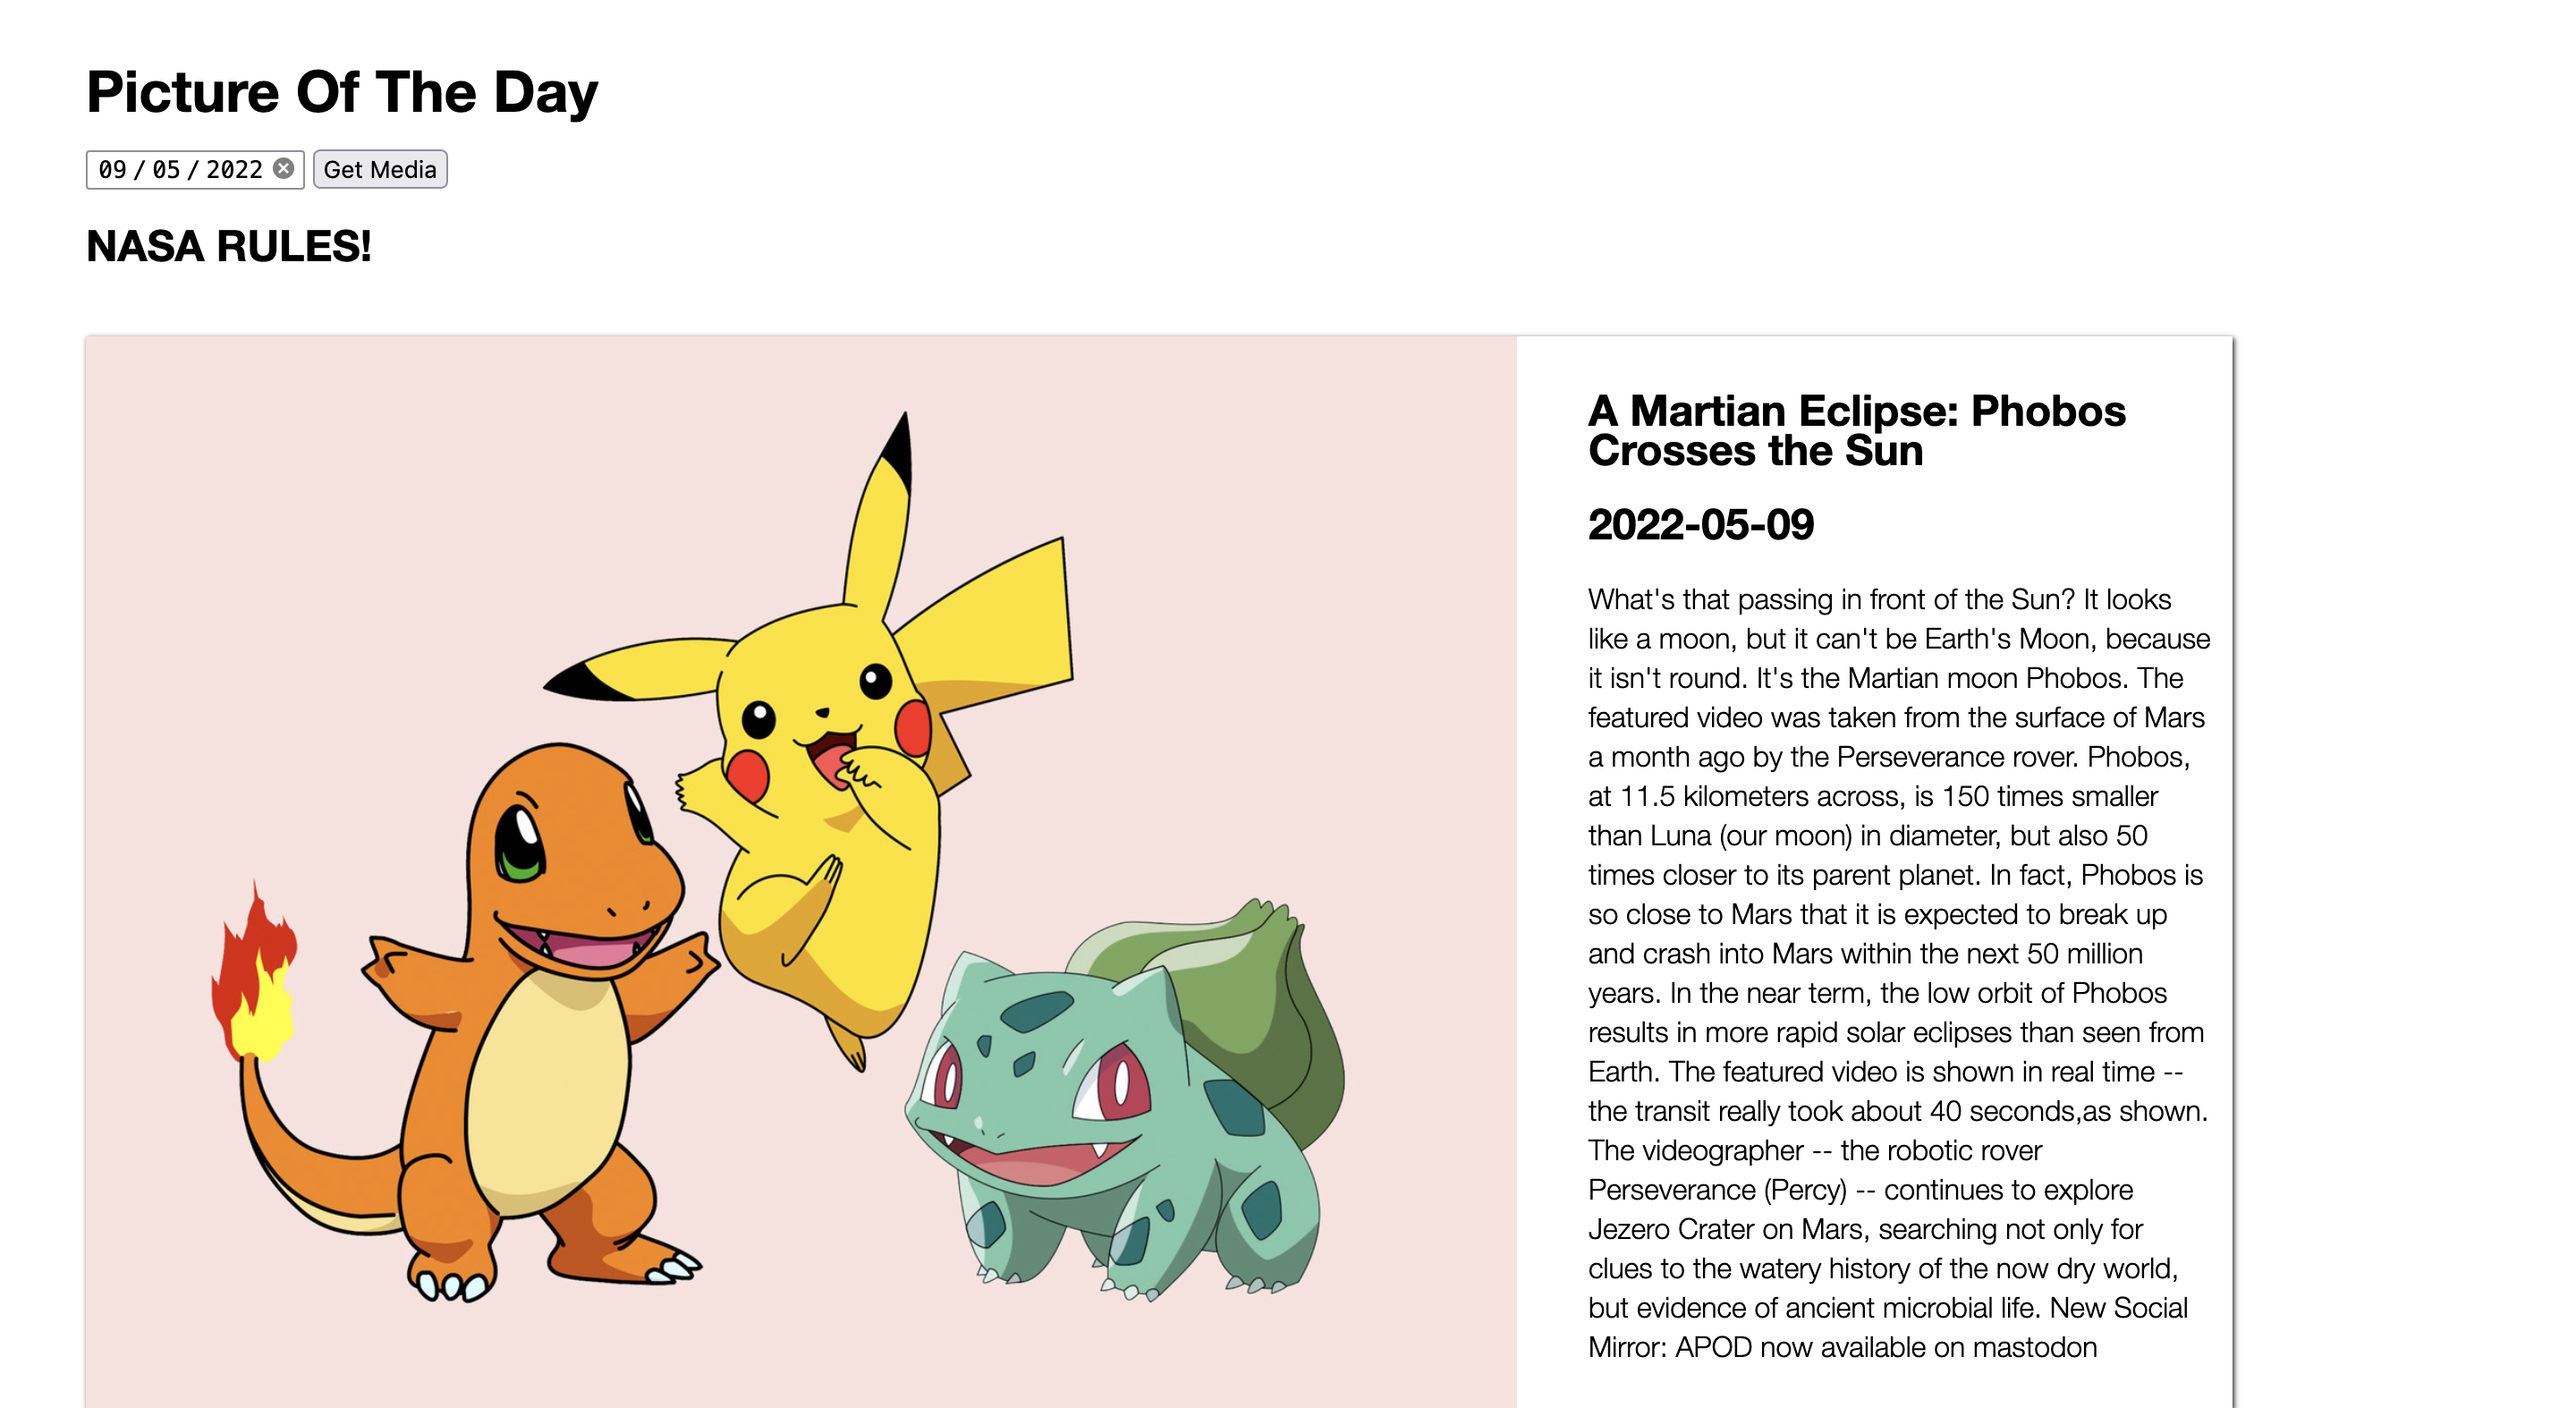 Picture Of The Day
09 / 05 / 2022 Get Media
NASA RULES!
A Martian Eclipse: Phobos
Crosses the Sun
2022-05-09
What's that passing in front of the Sun? It looks
like a moon, but it can't be Earth's Moon, because
it isn't round. It's the Martian moon Phobos. The
featured video was taken from the surface of Mars
a month ago by the Perseverance rover. Phobos,
at 11.5 kilometers across, is 150 times smaller
than Luna (our moon) in diameter, but also 50
times closer to its parent planet. In fact, Phobos is
so close to Mars that it is expected to break up
and crash into Mars within the next 50 million
years. In the near term, the low orbit of Phobos
results in more rapid solar eclipses than seen from
Earth. The featured video is shown in real time --
the transit really took about 40 seconds,as shown.
The videographer -- the robotic rover
Perseverance (Percy) -- continues to explore
Jezero Crater on Mars, searching not only for
clues to the watery history of the now dry world,
but evidence of ancient microbial life. New Social
Mirror: APOD now available on mastodon